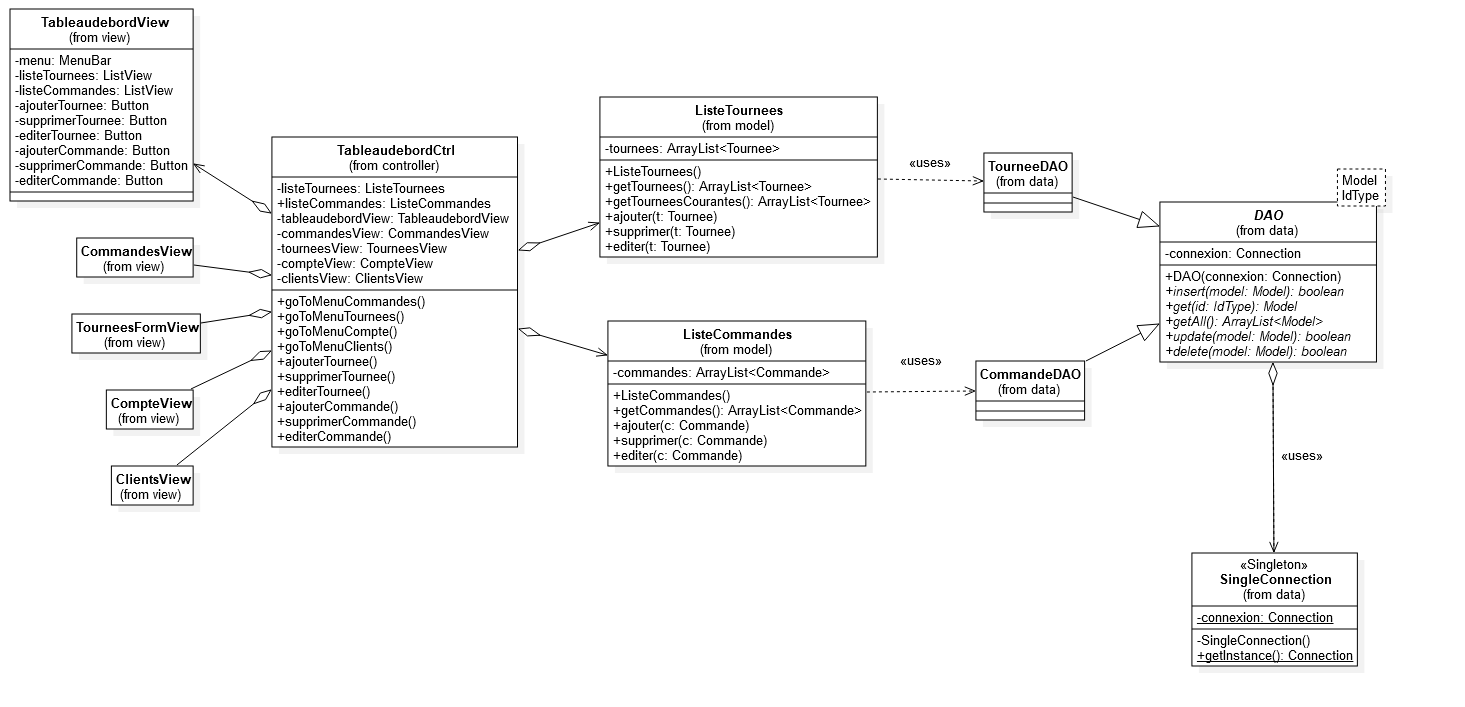 TableaudebordView
(from view)
-menu: MenuBar
-listeTournees: ListView
-listeCommandes: ListView
-ajouterTournee: Button
-supprimerTournee: Button
-editerTournee: Button
-ajouterCommande: Button
-supprimerCommande: Button
-editerCommande: Button
CommandesView
(from view)
TourneesFormView
(from view)
CompteView
(from view)
ClientsView
(from view)
TableaudebordCtrl
(from controller)
-listeTournees: ListeTournees
+listeCommandes: ListeCommandes
-tableaudebordView: TableaudebordView
-commandesView: CommandesView
-tourneesView: TourneesView
-compteView: CompteView
-clientsView: ClientsView
+goToMenuCommandes()
+goToMenuTournees()
+goToMenuCompte()
+goToMenuClients()
+ajouterTournee()
+supprimerTournee()
+editerTournee()
+ajouterCommande()
+supprimerCommande()
+editerCommande()
ListeTournees
(from model)
-tournees: ArrayList<Tournee>
+ListeTournees()
+getTournees(): ArrayList<Tournee>
+getTourneesCourantes(): ArrayList<Tournee>
+ajouter(t: Tournee)
+supprimer(t: Tournee)
+editer(t: Tournee)
ListeCommandes
(from model)
-commandes: ArrayList<Commande>
+ListeCommandes()
+getCommandes(): ArrayList<Commande>
+ajouter(c: Commande)
+supprimer(c: Commande)
+editer(c: Commande)
«uses»
«uses»
TourneeDAO
(from data)
CommandeDAO
(from data)
Model
IdType
DAO
(from data)
-connexion: Connection
+DAO(connexion: Connection)
+insert(model: Model): boolean
+get(id: IdType): Model
+getAll(): ArrayList<Model>
+update(model: Model): boolean
+delete(model: Model): boolean
«uses»
«Singleton»
SingleConnection
(from data)
-connexion: Connection
-SingleConnection()
+getInstance(): Connection